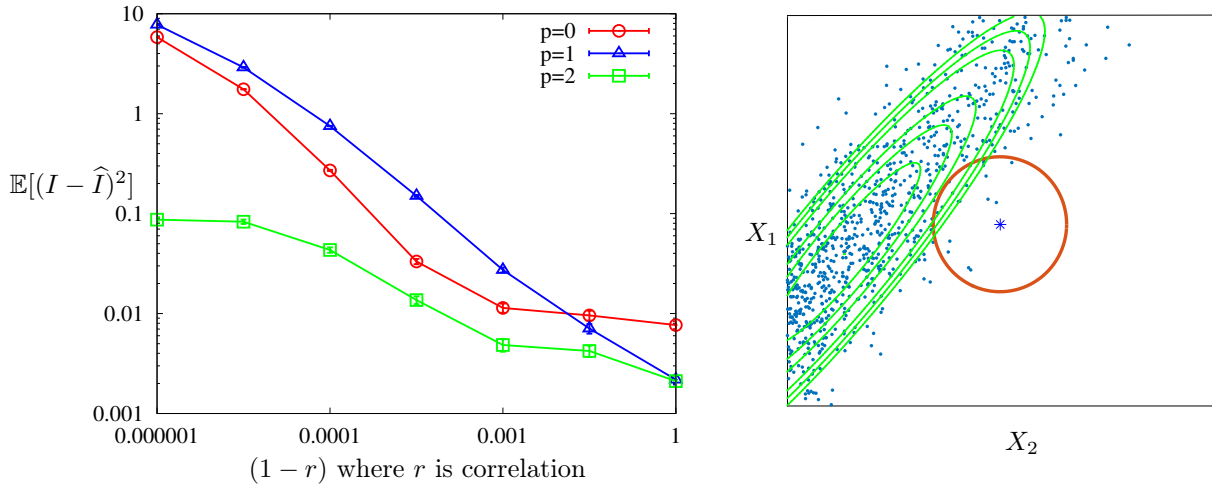 10
1
0.1
0.01
0.001
𝔼[(I − Î)²]
p=0
p=1
p=2
0.000001 0.0001 0.001 1
(1 − r) where r is correlation
X₁
X₂